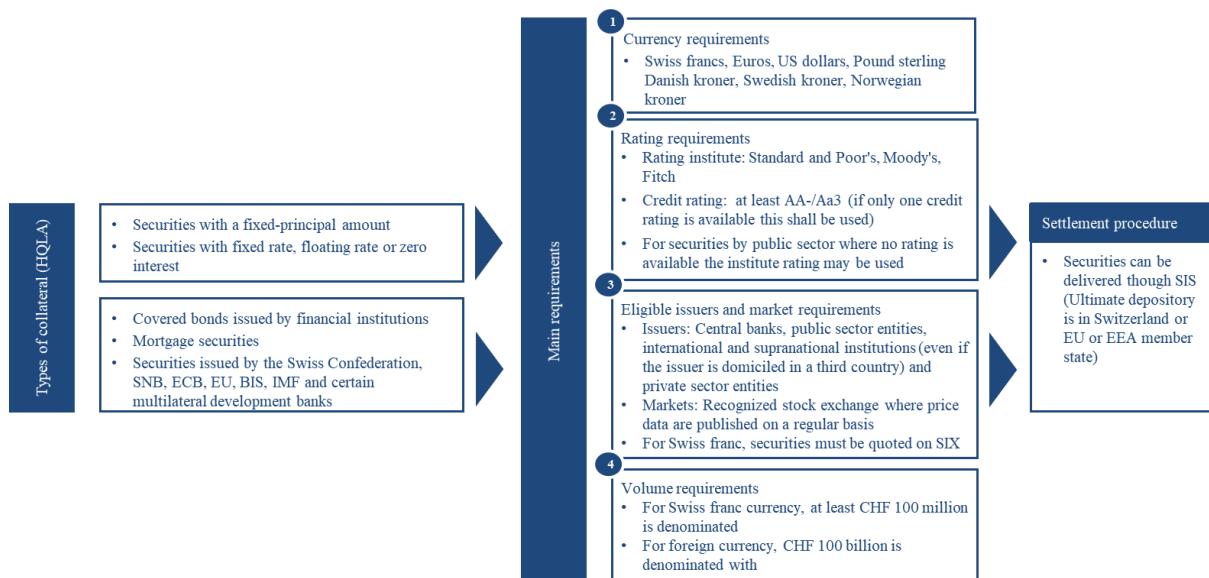 Types of collateral (HQLA)
• Securities with a fixed-principal amount
• Securities with fixed rate, floating rate or zero
interest
• Covered bonds issued by financial institutions
• Mortgage securities
• Securities issued by the Swiss Confederation,
SNB, ECB, EU, BIS, IMF and certain
multilateral development banks
Main requirements
1
Currency requirements
• Swiss francs, Euros, US dollars, Pound sterling
Danish kroner, Swedish kroner, Norwegian
kroner
2
Rating requirements
• Rating institute: Standard and Poor's, Moody's,
Fitch
• Credit rating: at least AA-/Aa3 (if only one credit
rating is available this shall be used)
• For securities by public sector where no rating is
available the institute rating may be used
3
Eligible issuers and market requirements
• Issuers: Central banks, public sector entities,
international and supranational institutions (even if
the issuer is domiciled in a third country) and
private sector entities
• Markets: Recognized stock exchange where price
data are published on a regular basis
• For Swiss franc, securities must be quoted on SIX
4
Volume requirements
• For Swiss franc currency, at least CHF 100 million
is denominated
• For foreign currency, CHF 100 billion is
denominated with
Settlement procedure
• Securities can be
delivered though SIS
(Ultimate depository
is in Switzerland or
EU or EEA member
state)